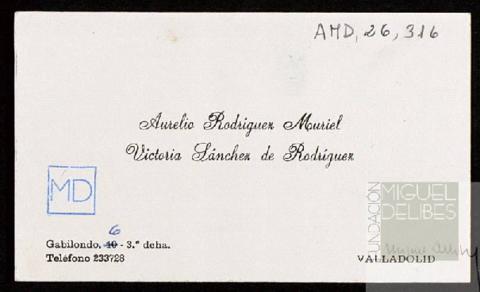 AMD, 26, 316
Aurelio Rodríguez Muriel
Victoria Sánchez de Rodríguez
MD
6
Gabilondo, 10 - 3.º dcha.
Teléfono 233728
VALLADOLID
FUNDACIÓN
MIGUEL
DELIBES